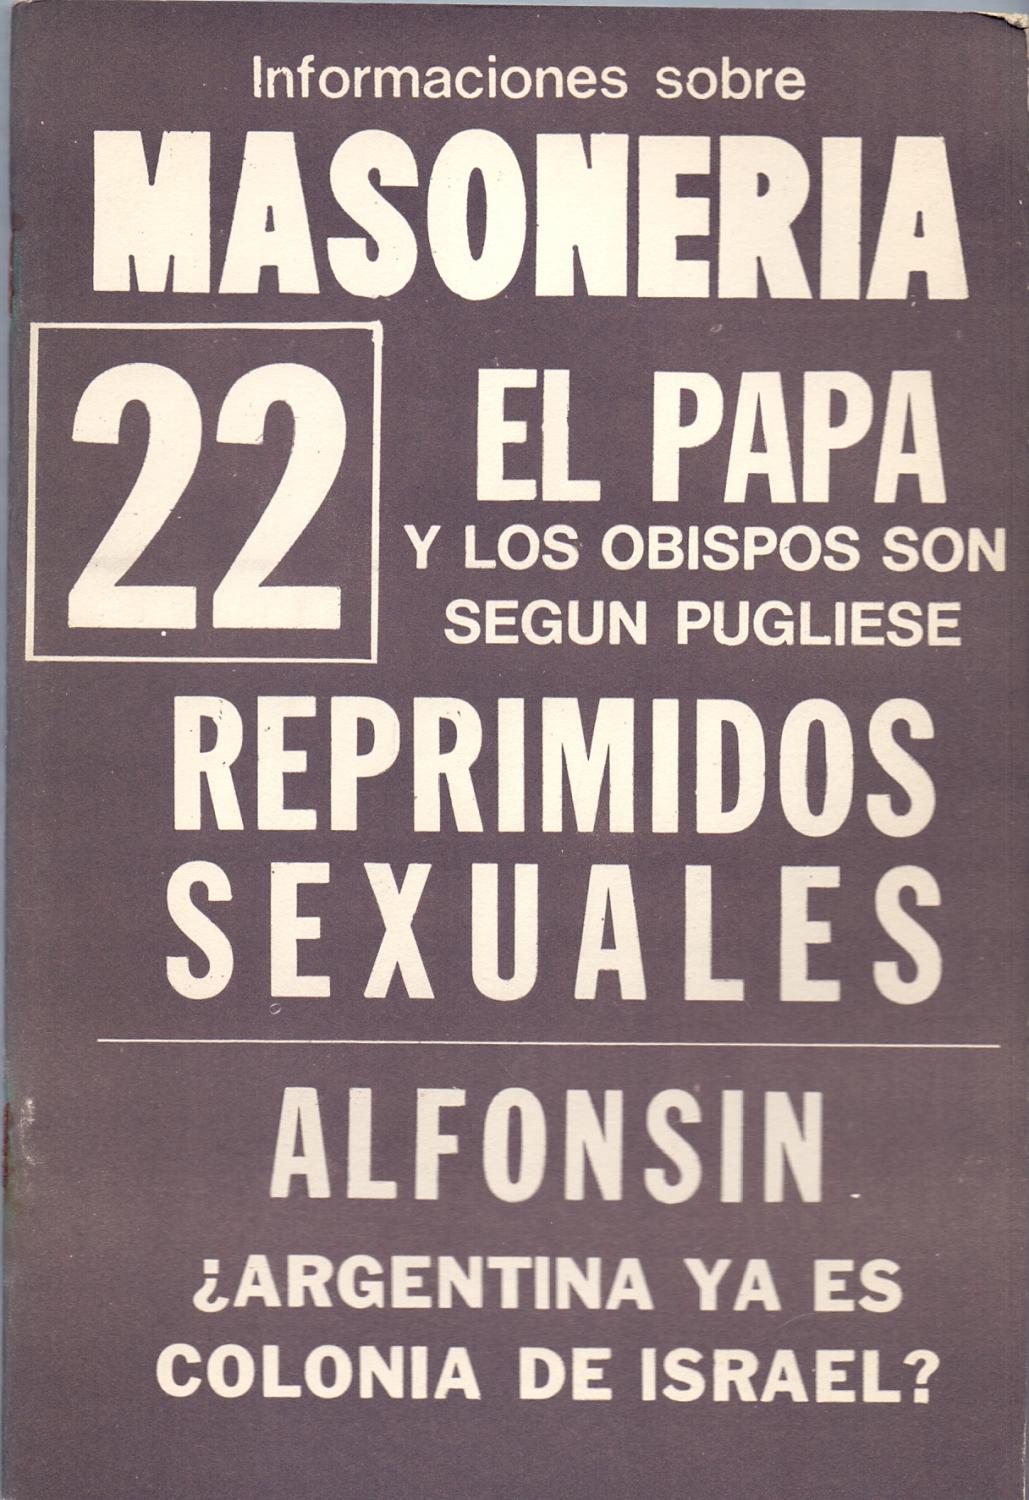 Informaciones sobre
MASONERIA
22
EL PAPA
Y LOS OBISPOS SON
SEGUN PUGLIESE
REPRIMIDOS
SEXUALES
ALFONSIN
¿ARGENTINA YA ES
COLONIA DE ISRAEL?